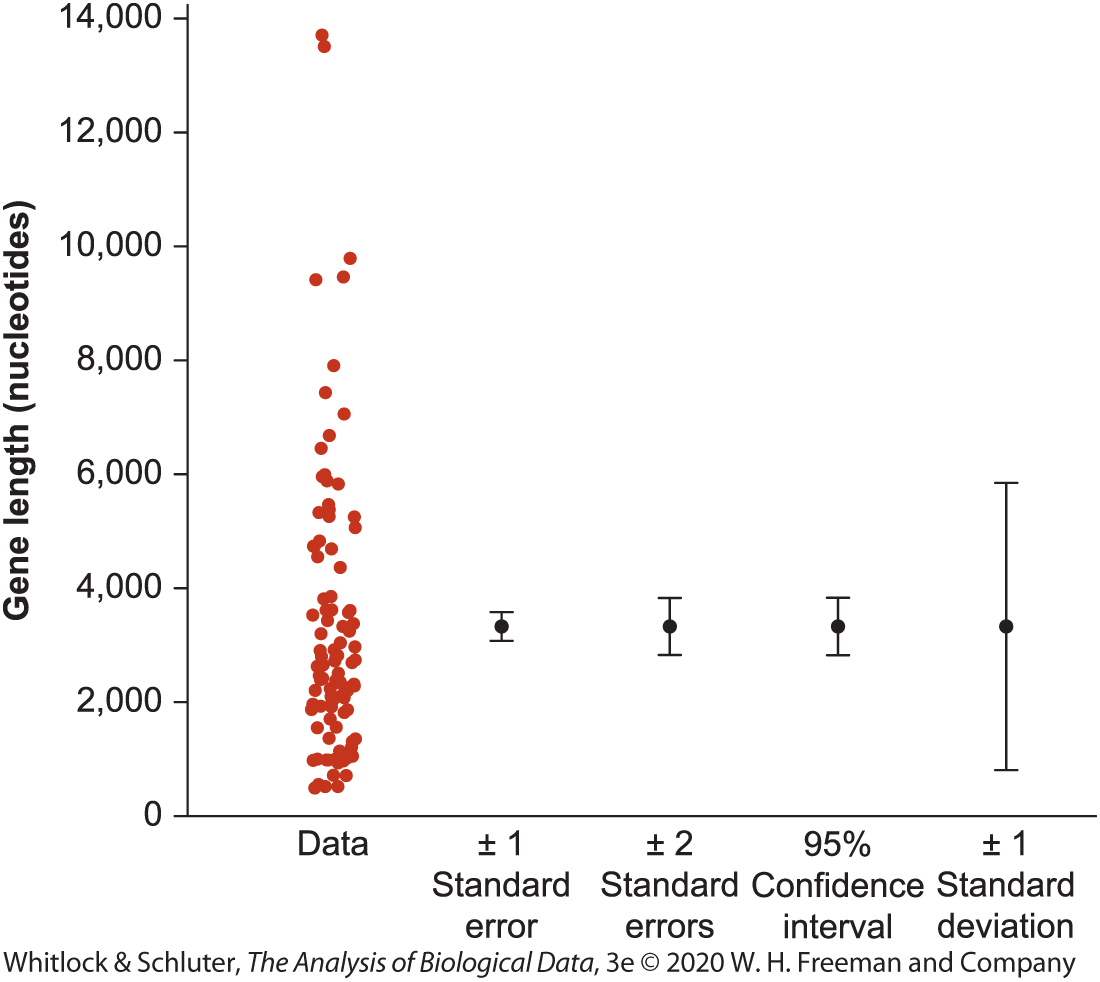 14,000
12,000
10,000
8,000
6,000
4,000
2,000
0
Gene length (nucleotides)
Data
± 1
Standard
error
± 2
Standard
errors
95%
Confidence
interval
± 1
Standard
deviation
Whitlock & Schluter, The Analysis of Biological Data, 3e © 2020 W. H. Freeman and Company